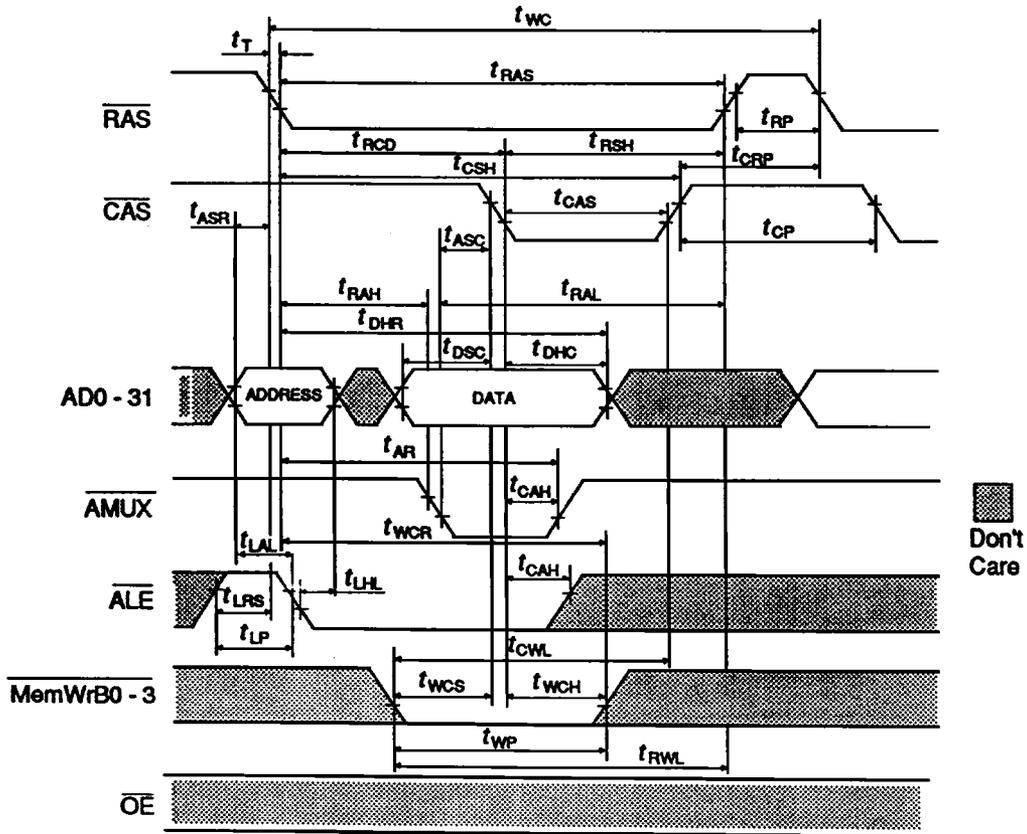 tWC
tT
tRAS
RAS
tRP
tRCD
tRSH
tCRP
tCSH
CAS
tCAS
tASR
tCP
tASC
tRAH
tRAL
tDHR
tDSC
tDHC
AD0 - 31
ADDRESS
DATA
tAR
tCAH
AMUX
tWCR
Don't
Care
tLAL
tCAH
tLHL
ALE
tLRS
tLP
tCWL
MemWrB0 - 3
tWCS
tWCH
tWP
tRWL
OE